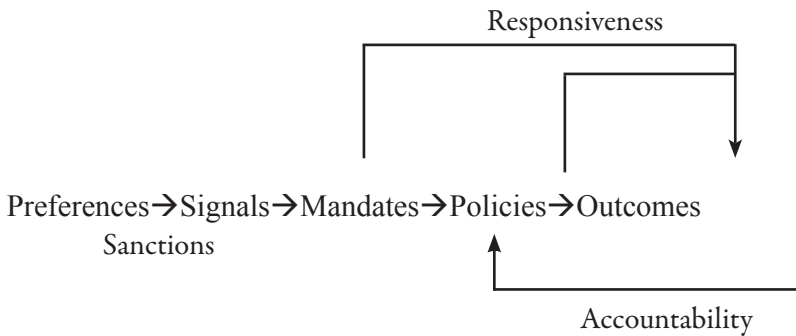 Responsiveness
Preferences→Signals→Mandates→Policies→Outcomes
Sanctions
Accountability